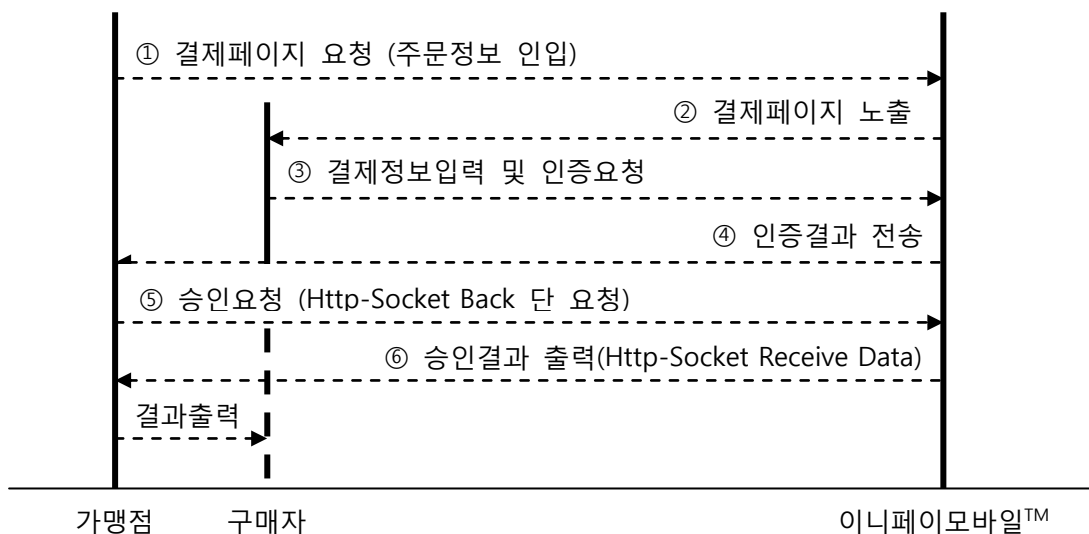 ① 결제페이지 요청 (주문정보 인입)
② 결제페이지 노출
③ 결제정보입력 및 인증요청
④ 인증결과 전송
⑤ 승인요청 (Http-Socket Back 단 요청)
⑥ 승인결과 출력(Http-Socket Receive Data)
결과출력
가맹점 구매자 이니페이모바일™